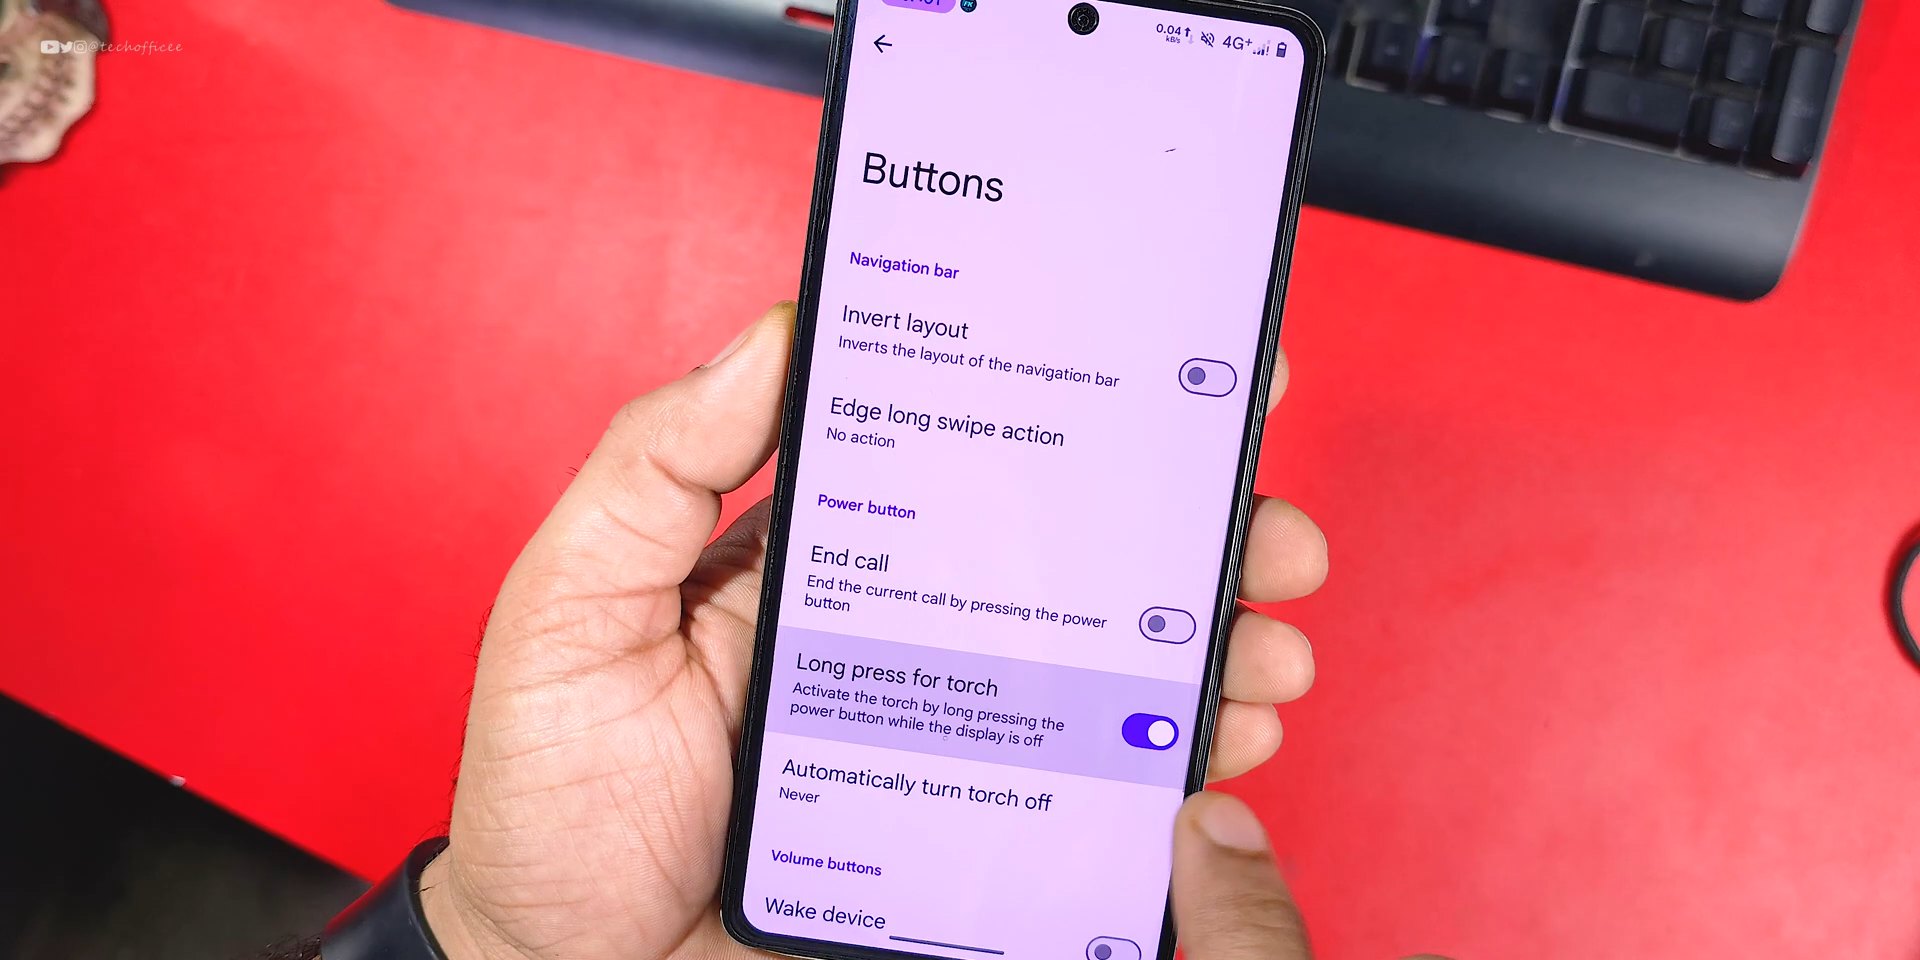 @techofficee
0.04
kB/s
4G+
Buttons
Navigation bar
Invert layout
Inverts the layout of the navigation bar
Edge long swipe action
No action
Power button
End call
End the current call by pressing the power
button
Long press for torch
Activate the torch by long pressing the
power button while the display is off
Automatically turn torch off
Never
Volume buttons
Wake device